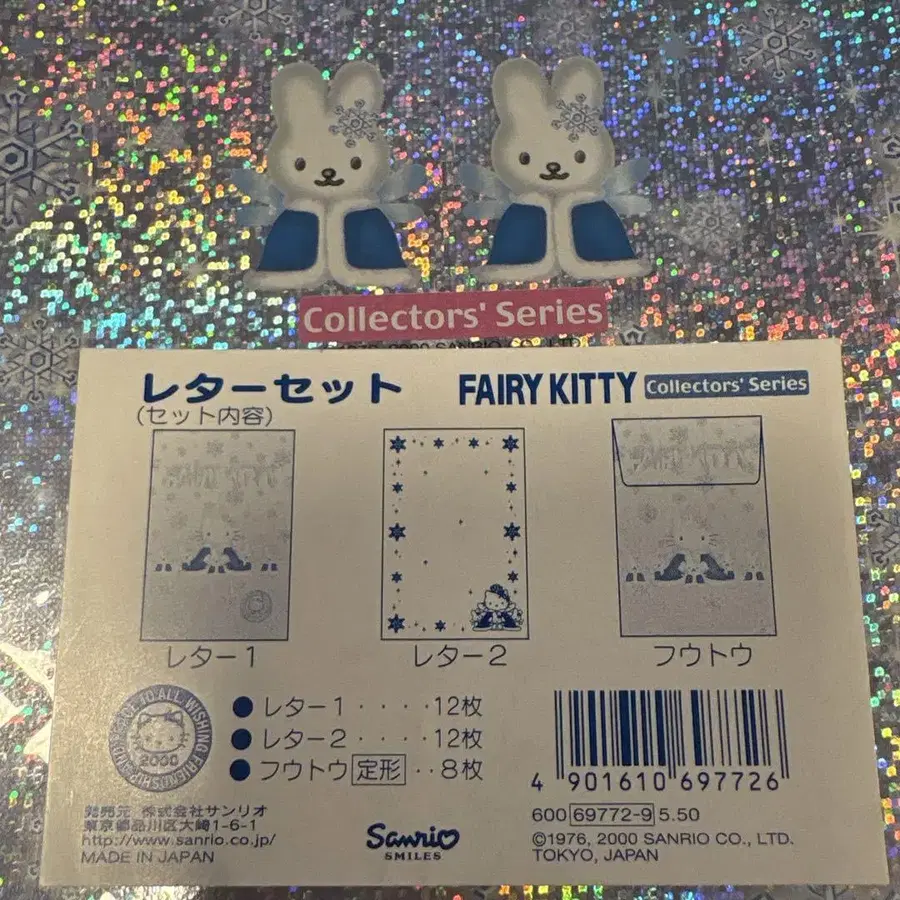 Collectors' Series
レターセット FAIRY KITTY Collectors' Series
(セット内容)
FAIRY KITTY
レター1 レター2 フウトウ
●レター1・・・・12枚
●レター2・・・・12枚
●フウトウ 定形・・8枚
TO ALL WISHING
2000
4 901610 697726
600 69772-9 5.50
発売元 株式会社サンリオ
東京都品川区大崎1-6-1
http://www.sanrio.co.jp/
MADE IN JAPAN
Sanrio
SMILES
©1976, 2000 SANRIO CO., LTD.
TOKYO, JAPAN